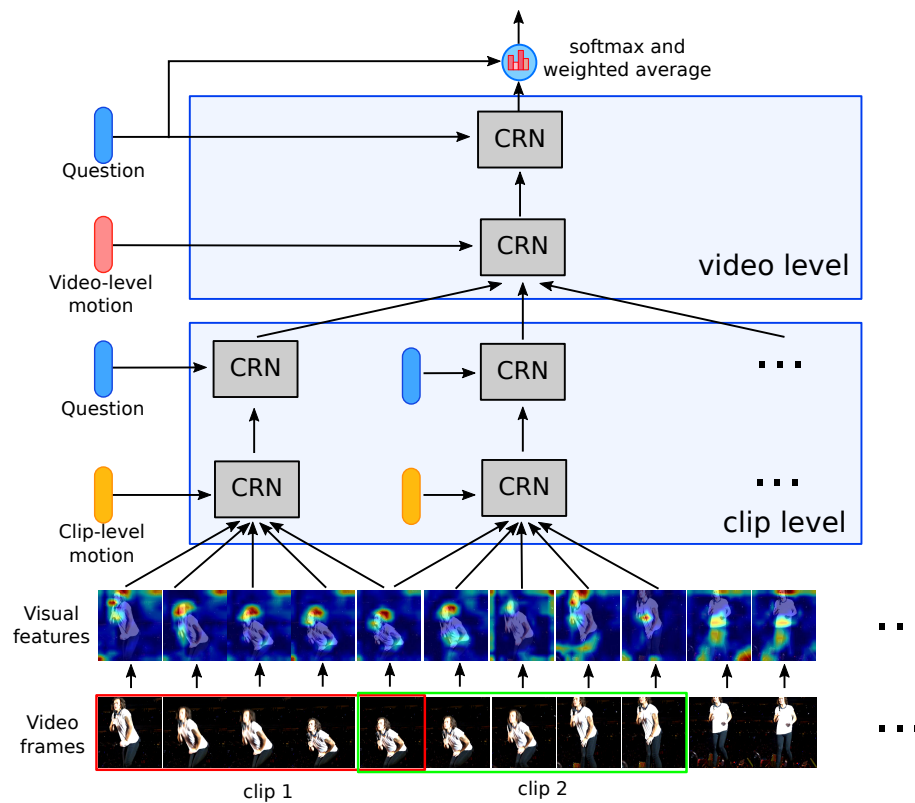 softmax and
weighted average
CRN
Question
CRN
Video-level
motion
video level
CRN
CRN
Question
CRN
CRN
Clip-level
motion
clip level
Visual
features
Video
frames
clip 1
clip 2